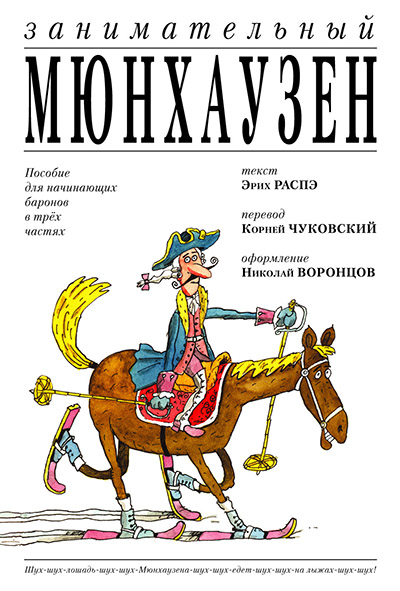 занимательный
МЮНХАУЗЕН
Пособие
для начинающих
баронов
в трёх
частях
текст
Эрих РАСПЭ
перевод
Корней ЧУКОВСКИЙ
оформление
Николай ВОРОНЦОВ
Шух-шух-лошадь-шух-шух-Мюнхаузена-шух-шух-едет-шух-шух-на лыжах-шух-шух!